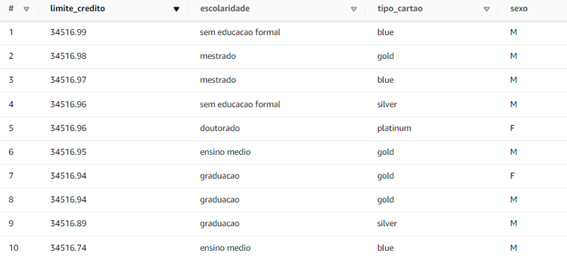 # limite_credito escolaridade tipo_cartao sexo
1 34516.99 sem educacao formal blue M
2 34516.98 mestrado gold M
3 34516.97 mestrado blue M
4 34516.96 sem educacao formal silver M
5 34516.96 doutorado platinum F
6 34516.95 ensino medio gold M
7 34516.94 graduacao gold F
8 34516.94 graduacao gold M
9 34516.89 graduacao silver M
10 34516.74 ensino medio blue M